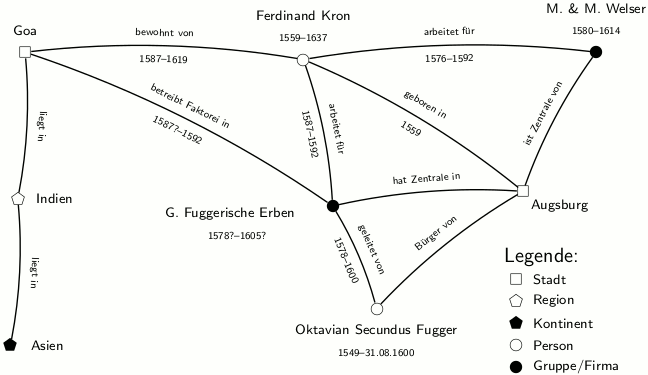 M. & M. Welser
1580–1614
Ferdinand Kron
1559–1637
Goa
bewohnt von
1587–1619
arbeitet für
1576–1592
betreibt Faktorei in
1587?–1592
arbeitet für
1587–1592
geboren in
1559
ist Zentrale von
liegt in
Indien
liegt in
Asien
hat Zentrale in
Augsburg
G. Fuggerische Erben
1578?–1605?
geleitet von
1578–1600
Bürger von
Oktavian Secundus Fugger
1549–31.08.1600
Legende:
Stadt
Region
Kontinent
Person
Gruppe/Firma